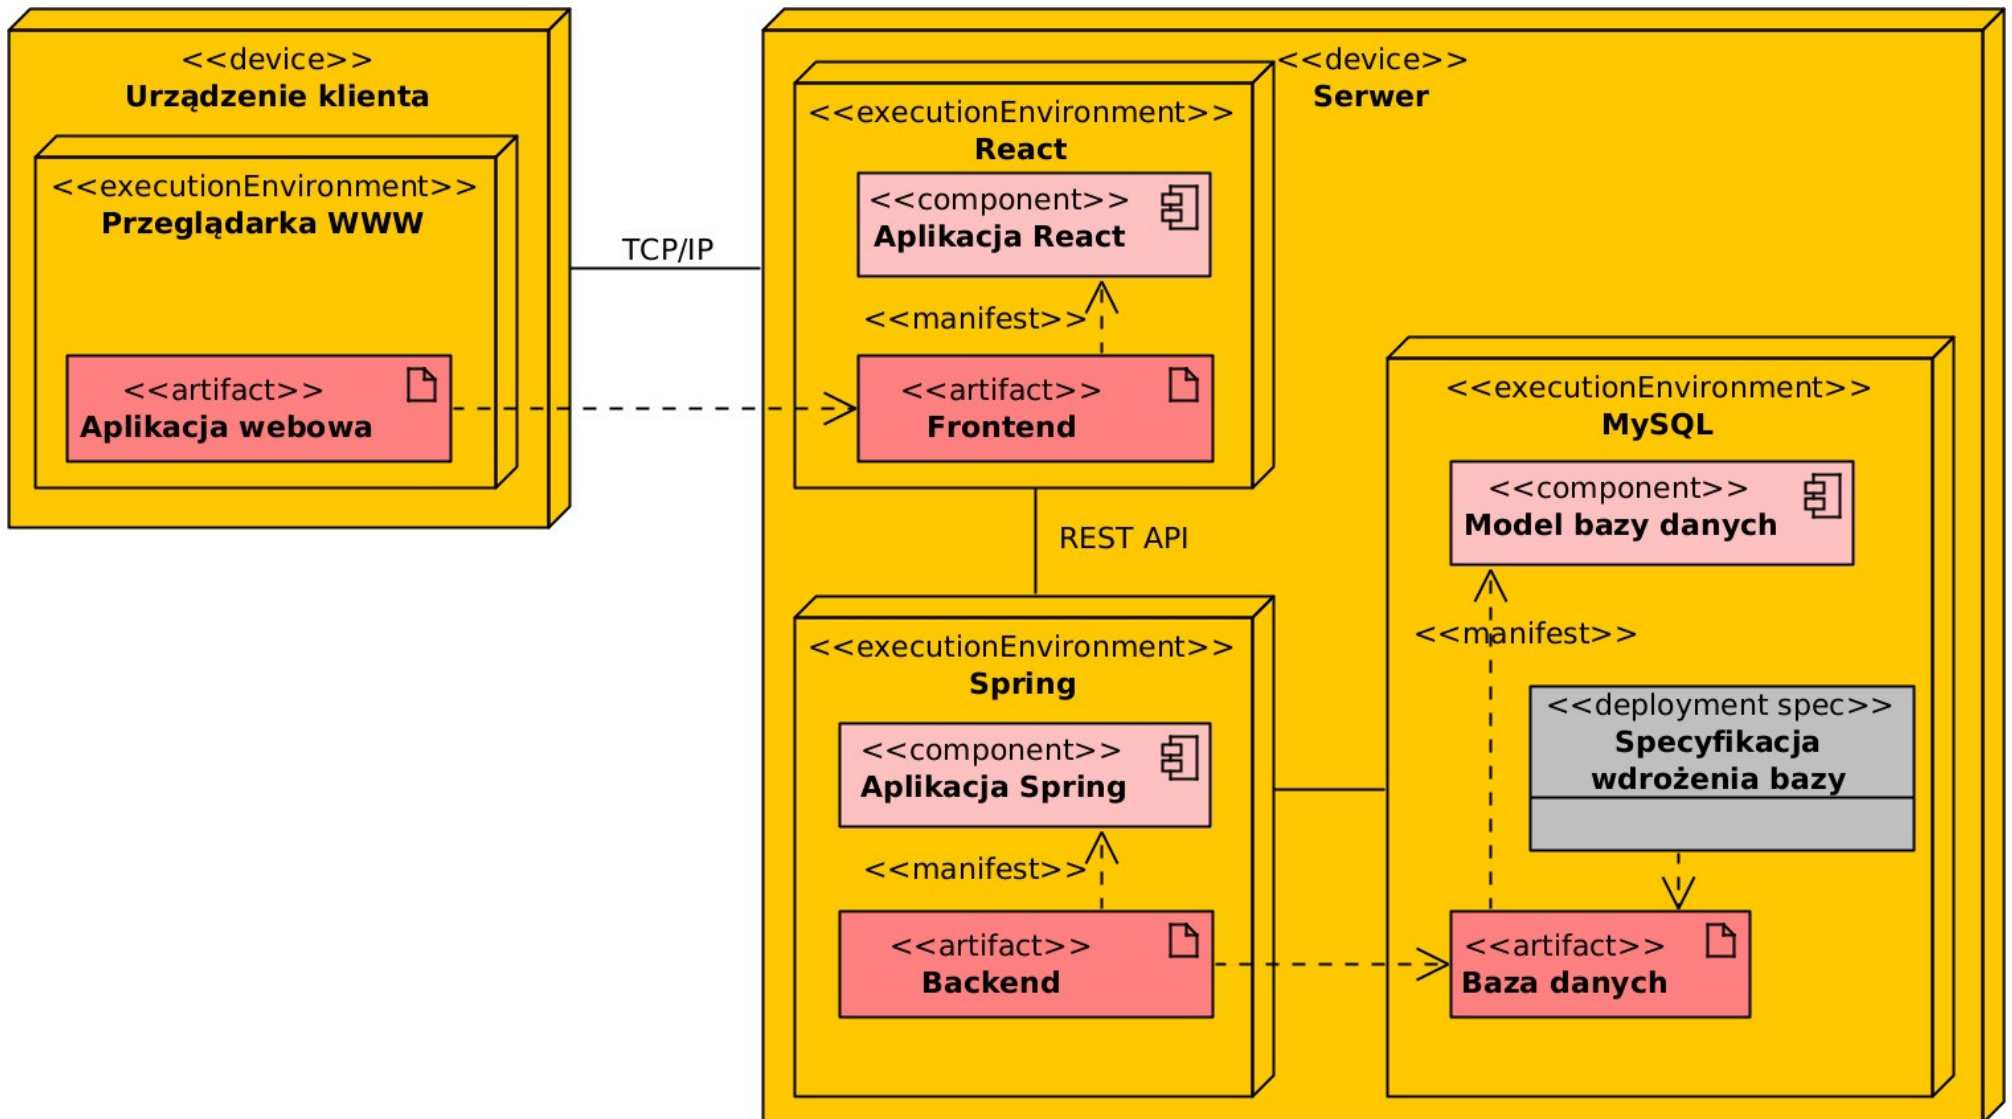 <<device>>
Urządzenie klienta
<<executionEnvironment>>
Przeglądarka WWW
<<artifact>>
Aplikacja webowa
TCP/IP
<<device>>
Serwer
<<executionEnvironment>>
React
<<component>>
Aplikacja React
<<manifest>>
<<artifact>>
Frontend
REST API
<<executionEnvironment>>
Spring
<<component>>
Aplikacja Spring
<<manifest>>
<<artifact>>
Backend
<<executionEnvironment>>
MySQL
<<component>>
Model bazy danych
<<manifest>>
<<deployment spec>>
Specyfikacja
wdrożenia bazy
<<artifact>>
Baza danych